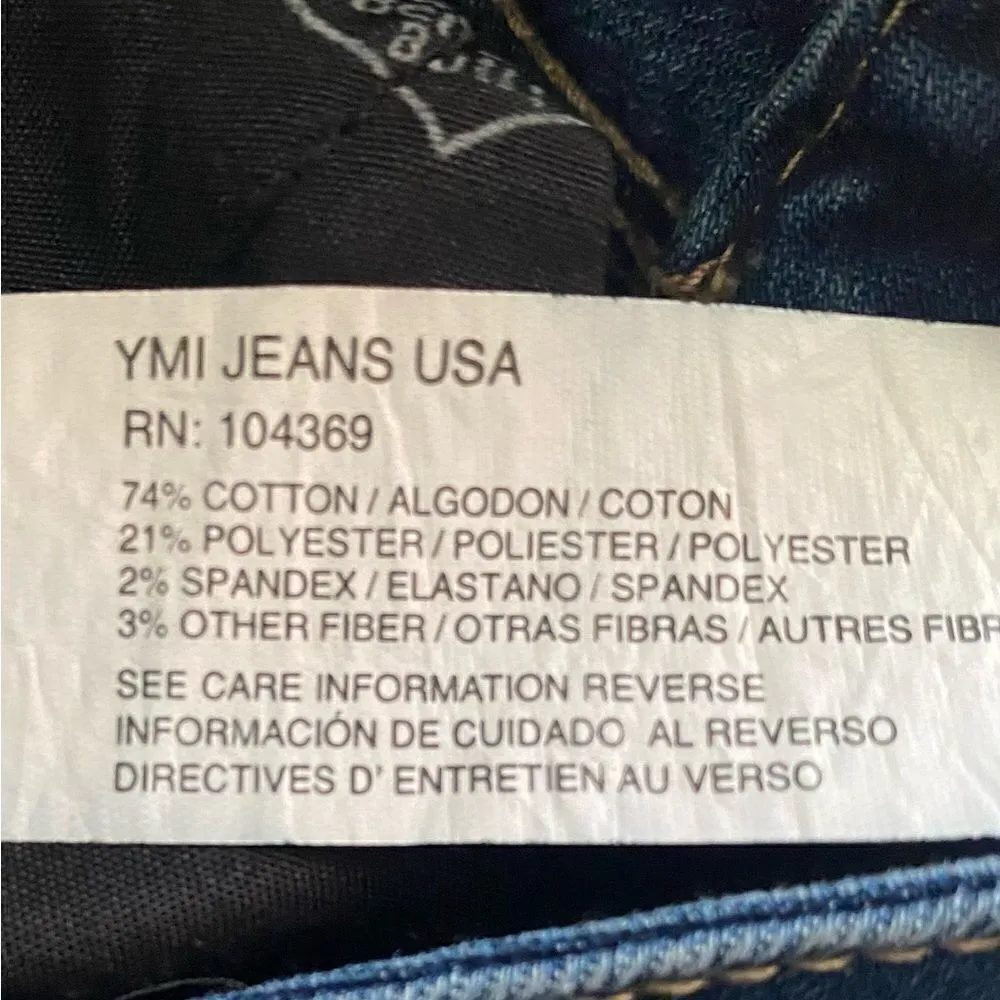 YMI JEANS USA
RN: 104369
74% COTTON / ALGODON / COTON
21% POLYESTER / POLIESTER / POLYESTER
2% SPANDEX / ELASTANO / SPANDEX
3% OTHER FIBER / OTRAS FIBRAS / AUTRES FIBR
SEE CARE INFORMATION REVERSE
INFORMACIÓN DE CUIDADO AL REVERSO
DIRECTIVES D' ENTRETIEN AU VERSO